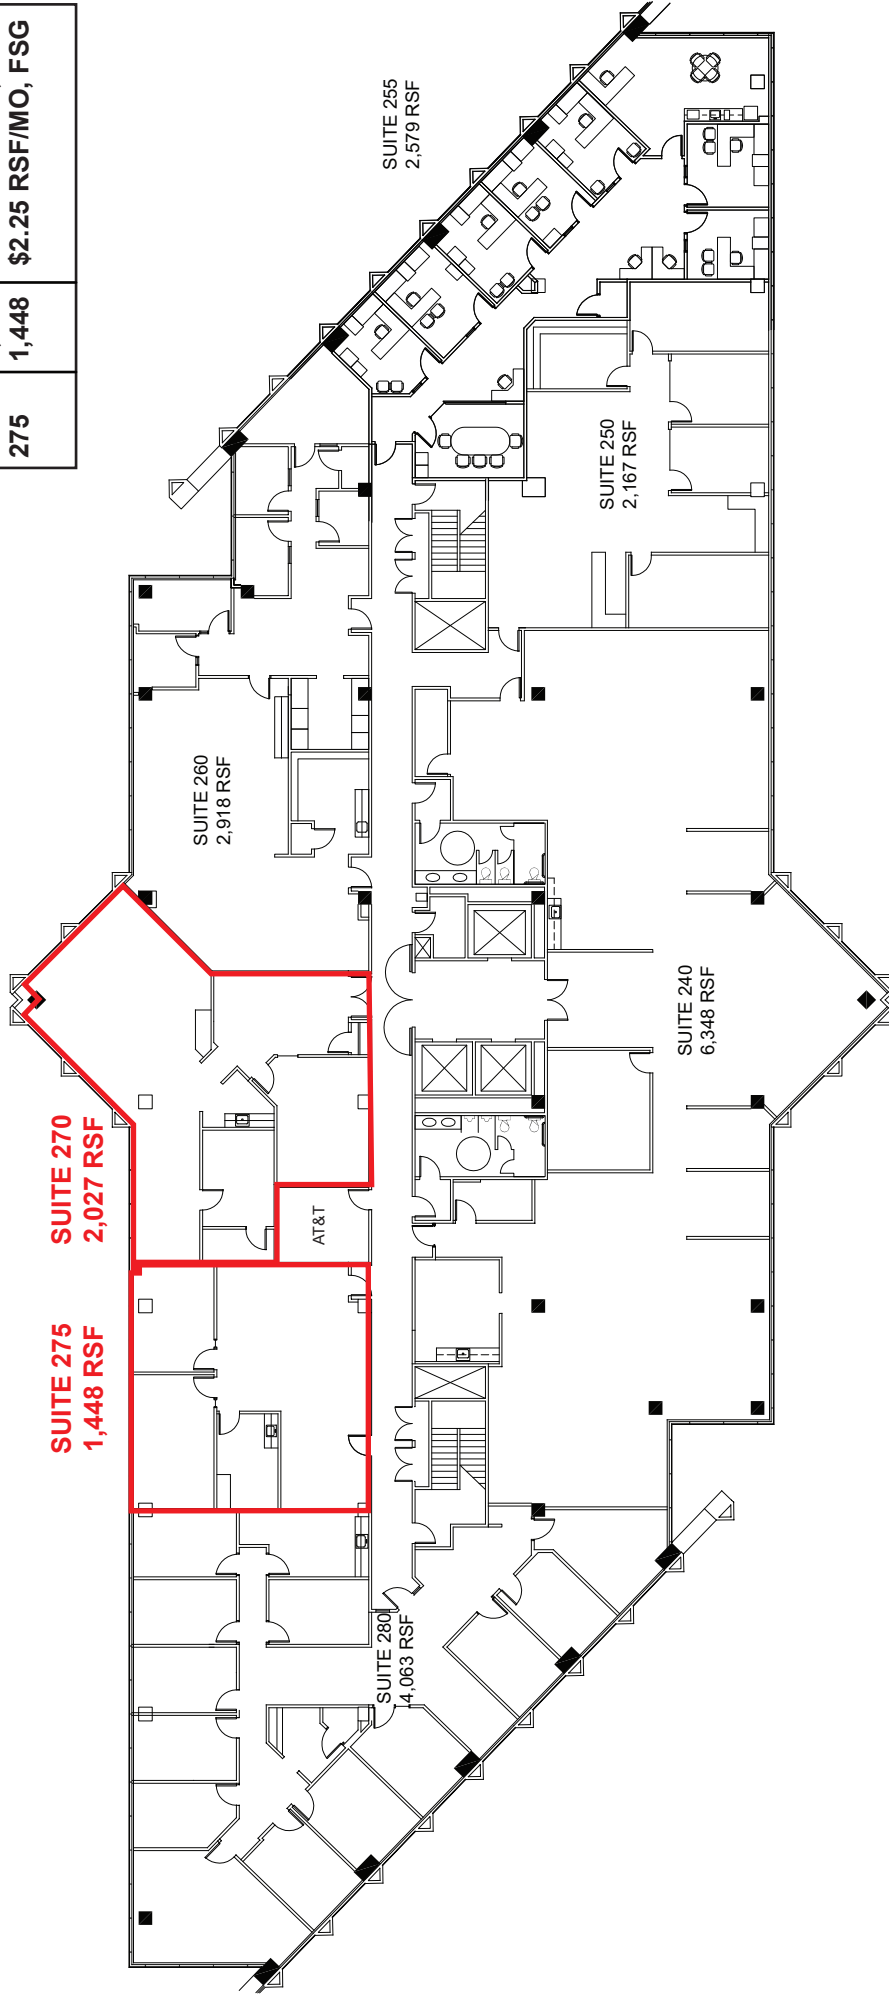 275 1,448 $2.25 RSF/MO, FSG
SUITE 255
2,579 RSF
SUITE 250
2,167 RSF
SUITE 260
2,918 RSF
SUITE 240
6,348 RSF
SUITE 270
2,027 RSF
AT&T
SUITE 275
1,448 RSF
SUITE 280
4,063 RSF